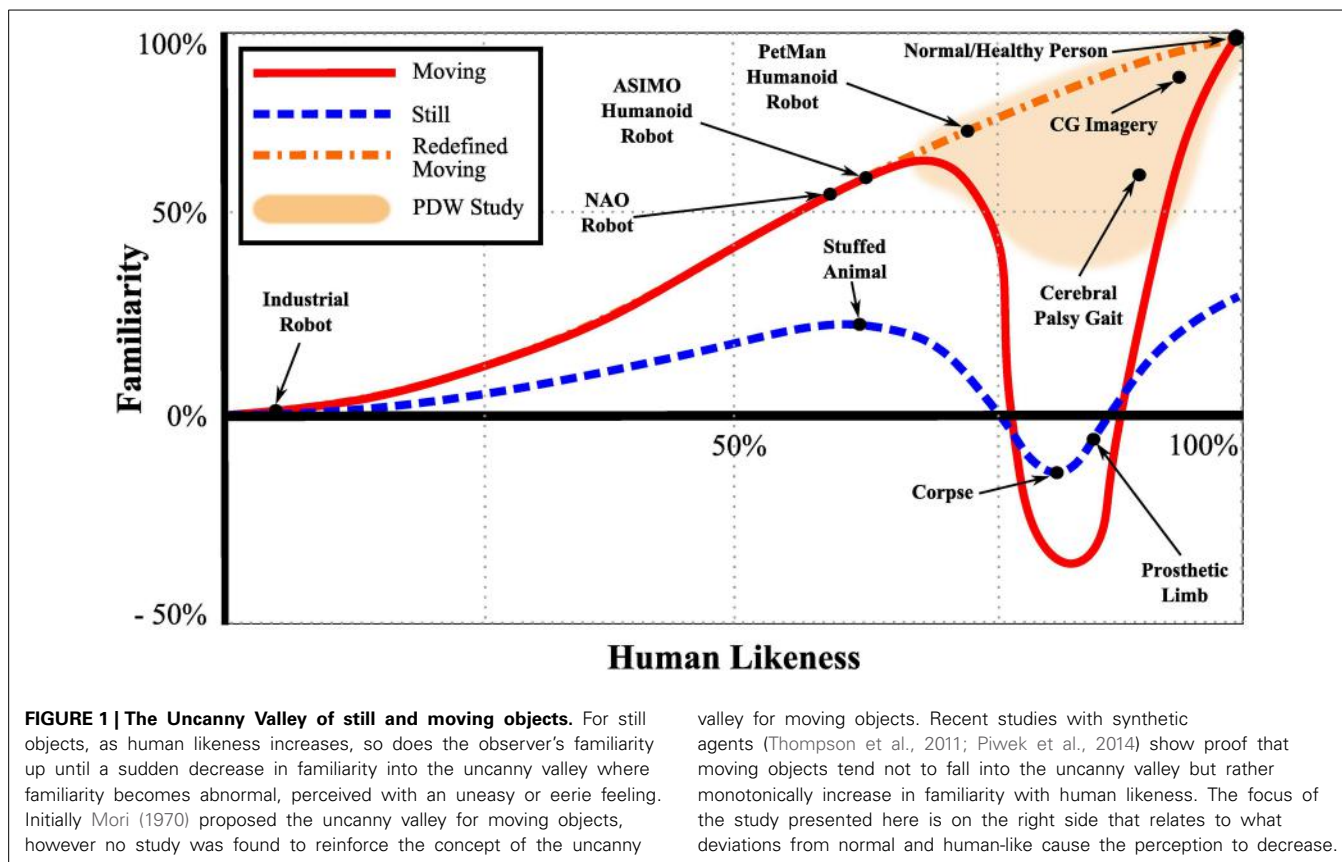 100%
50%
0%
- 50%
Familiarity
Moving
Still
Redefined
Moving
PDW Study
Industrial
Robot
NAO
Robot
ASIMO
Humanoid
Robot
PetMan
Humanoid
Robot
Normal/Healthy Person
CG Imagery
Stuffed
Animal
Cerebral
Palsy Gait
Corpse
Prosthetic
Limb
50%
100%
Human Likeness
FIGURE 1 | The Uncanny Valley of still and moving objects. For still
objects, as human likeness increases, so does the observer's familiarity
up until a sudden decrease in familiarity into the uncanny valley where
familiarity becomes abnormal, perceived with an uneasy or eerie feeling.
Initially Mori (1970) proposed the uncanny valley for moving objects,
however no study was found to reinforce the concept of the uncanny
valley for moving objects. Recent studies with synthetic
agents (Thompson et al., 2011; Piwek et al., 2014) show proof that
moving objects tend not to fall into the uncanny valley but rather
monotonically increase in familiarity with human likeness. The focus of
the study presented here is on the right side that relates to what
deviations from normal and human-like cause the perception to decrease.